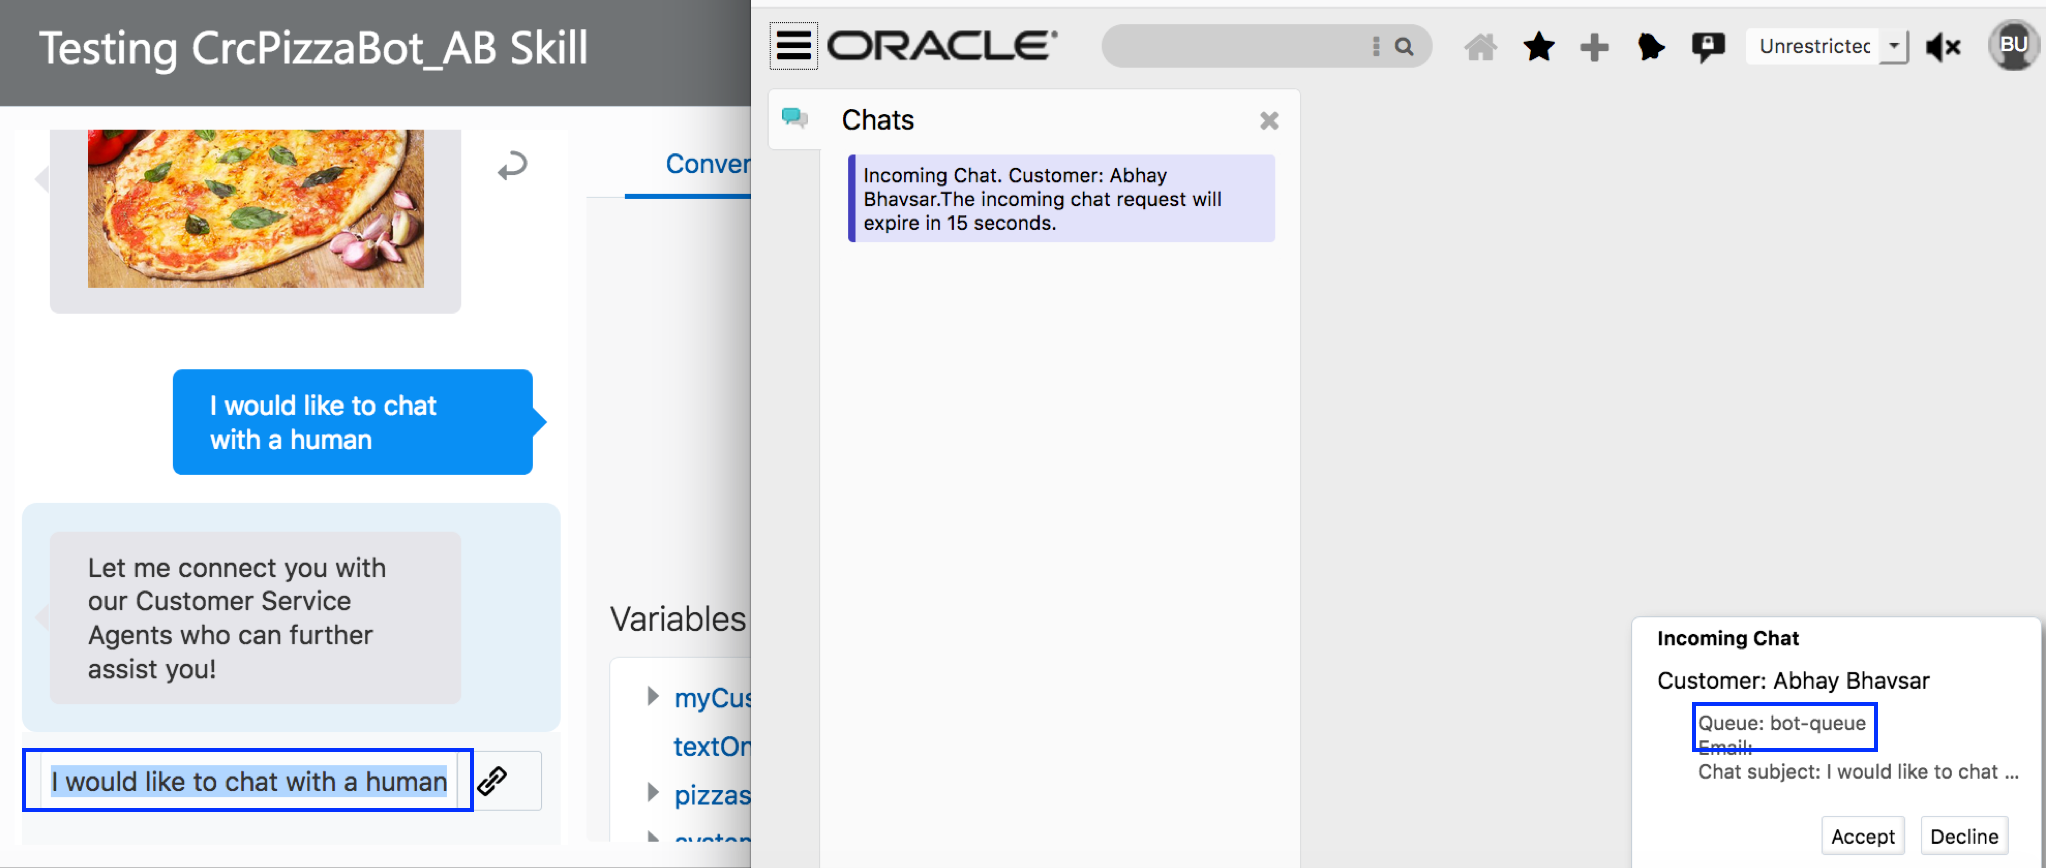 Testing CrcPizzaBot_AB Skill
Conver
I would like to chat
with a human
Let me connect you with
our Customer Service
Agents who can further
assist you!
I would like to chat with a human
Variables
myCus
textOn
pizzas
ORACLE
Unrestricted
BU
Chats
Incoming Chat. Customer: Abhay
Bhavsar.The incoming chat request will
expire in 15 seconds.
Incoming Chat
Customer: Abhay Bhavsar
Queue: bot-queue
Email:
Chat subject: I would like to chat ...
Accept
Decline